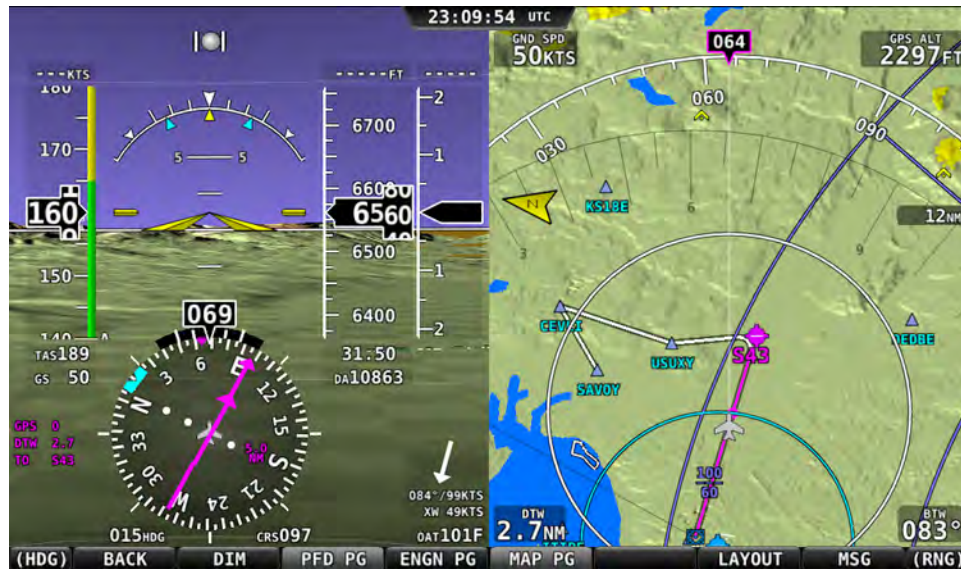 23:09:54 UTC
---KTS
-----FT
-----
180
170
160
150
140
A
5 5
6700
6600
6560
80
40
6500
6400
2
1
1
2
069
TAS189
GS 50
31.50
DA10863
GPS 0
DTW 2.7
TO S43
N 3 6 E 12 15 S 24 W 30 33
5.0
NM
084°/99KTS
XW 49KTS
015HDG
CRS097
OAT101F
GND SPD
50KTS
064
GPS ALT
2297FT
030
060
090
N
KS18E
3
6
9
12NM
CEVLI
USUXY
SAVOY
S43
DEDBE
100
60
DTW
2.7NM
BTW
083°
(HDG) BACK DIM PFD PG ENGN PG MAP PG LAYOUT MSG (RNG)